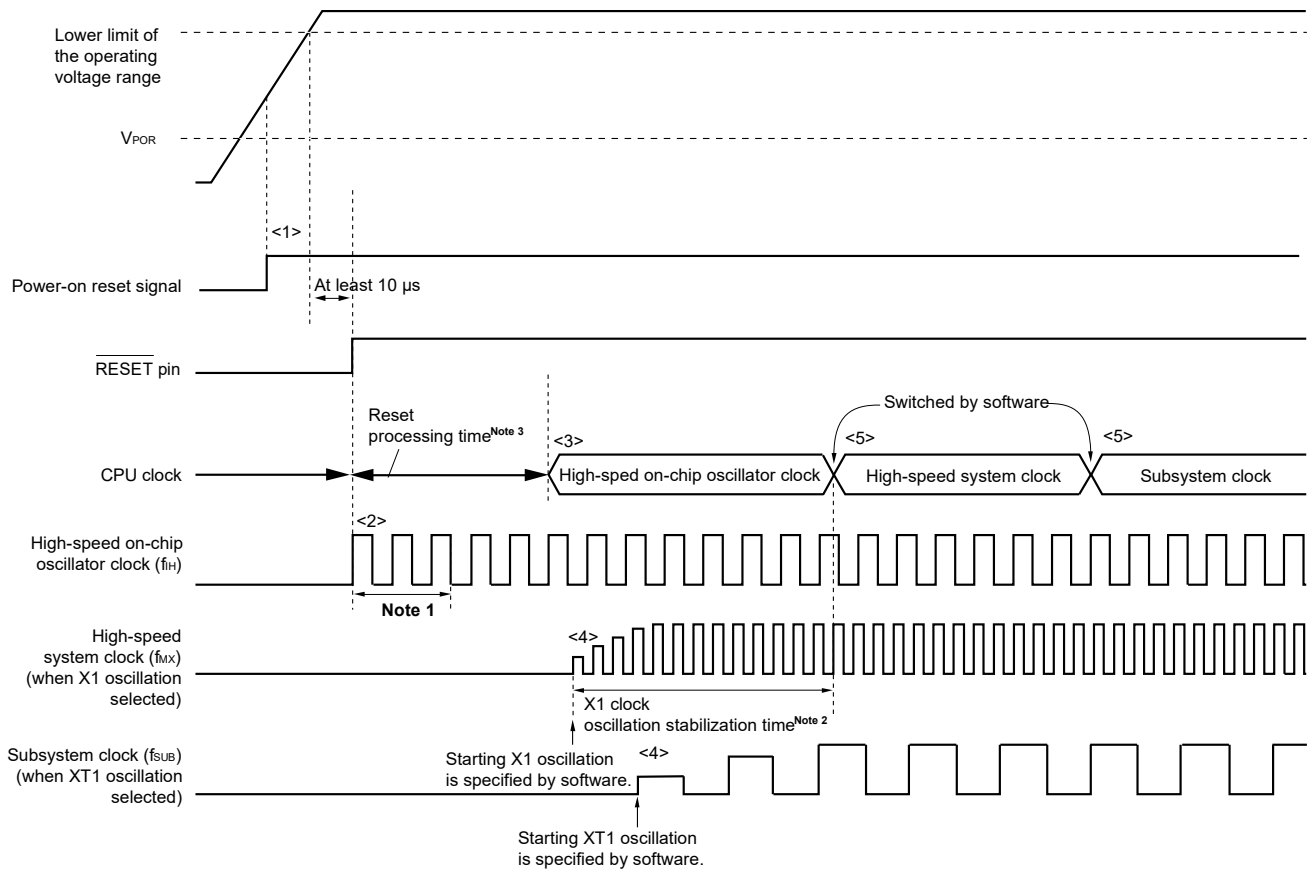 Lower limit of
the operating
voltage range
VPOR
<1>
Power-on reset signal
At least 10 µs
RESET pin
Reset
processing time Note 3
Switched by software
<3>
<5>
<5>
CPU clock
High-sped on-chip oscillator clock
High-speed system clock
Subsystem clock
<2>
High-speed on-chip
oscillator clock (fIH)
Note 1
High-speed
system clock (fMX)
(when X1 oscillation
selected)
<4>
X1 clock
oscillation stabilization time Note 2
Starting X1 oscillation
is specified by software.
Subsystem clock (fSUB)
(when XT1 oscillation
selected)
<4>
Starting XT1 oscillation
is specified by software.